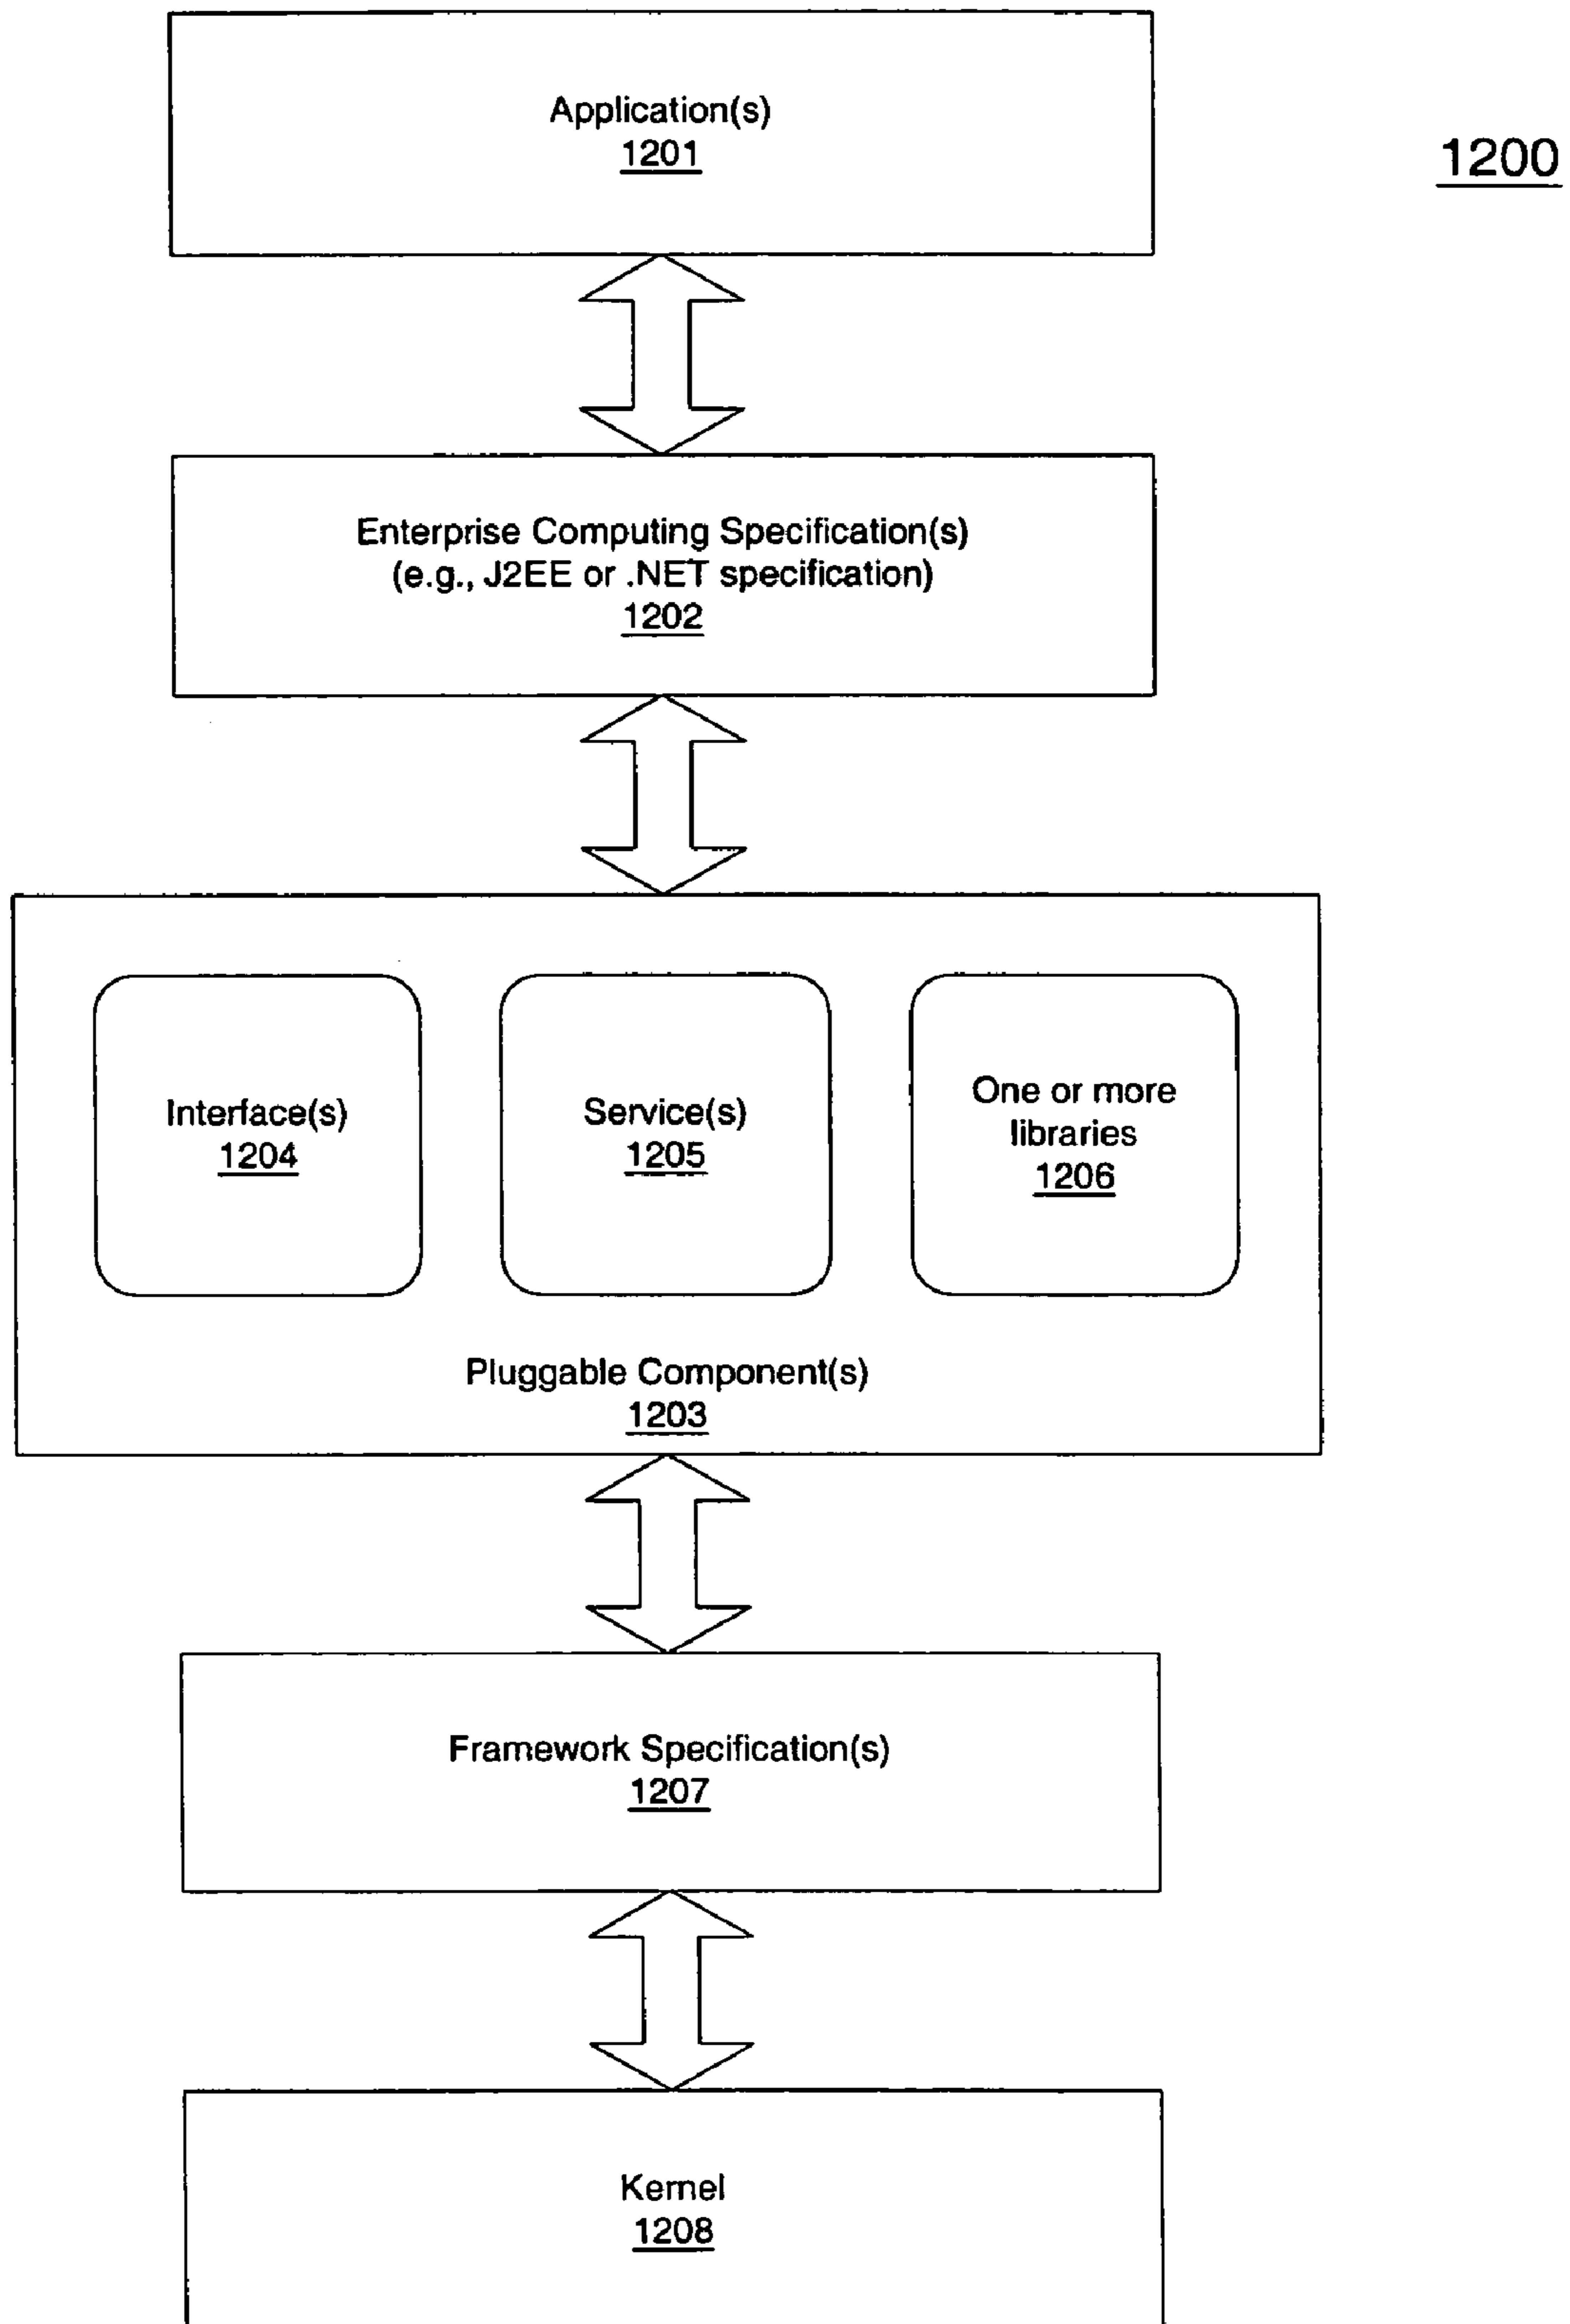 Application(s)
1201
1200
Enterprise Computing Specification(s)
(e.g., J2EE or .NET specification)
1202
Interface(s)
1204
Service(s)
1205
One or more
libraries
1206
Pluggable Component(s)
1203
Framework Specification(s)
1207
Kernel
1208